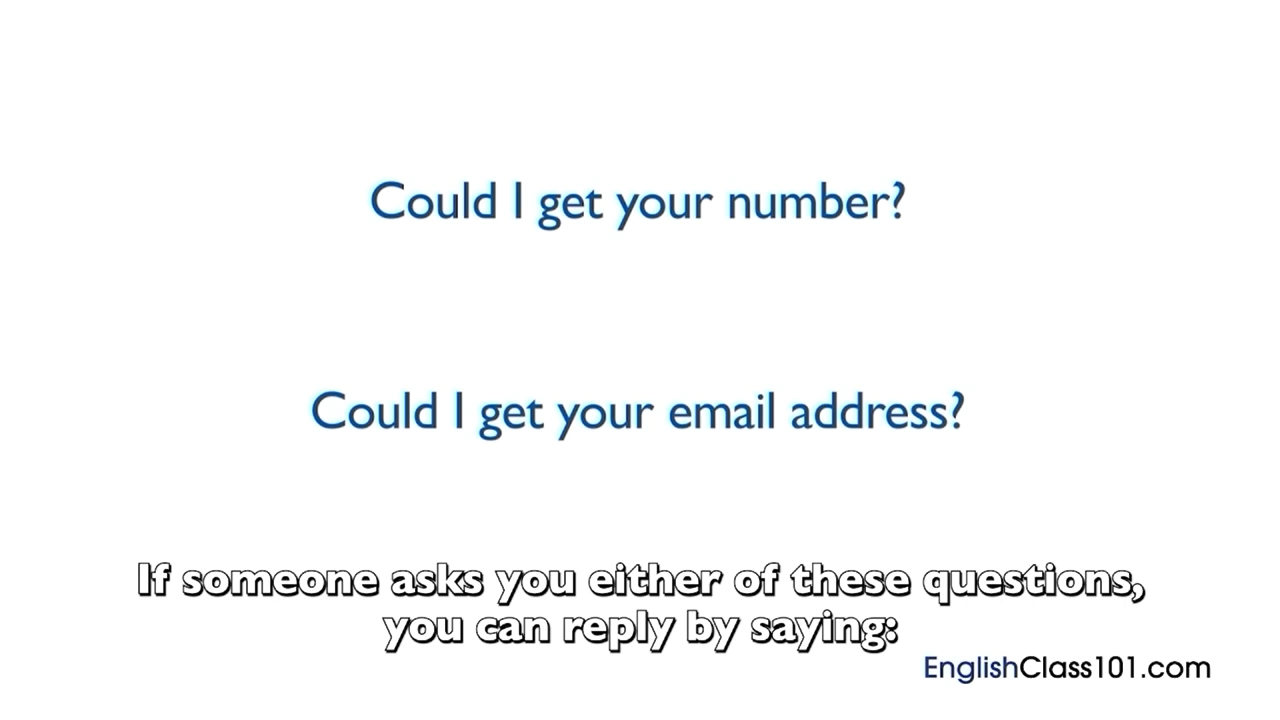 Could I get your number?
Could I get your email address?
If someone asks you either of these questions,
you can reply by saying:
EnglishClass101.com